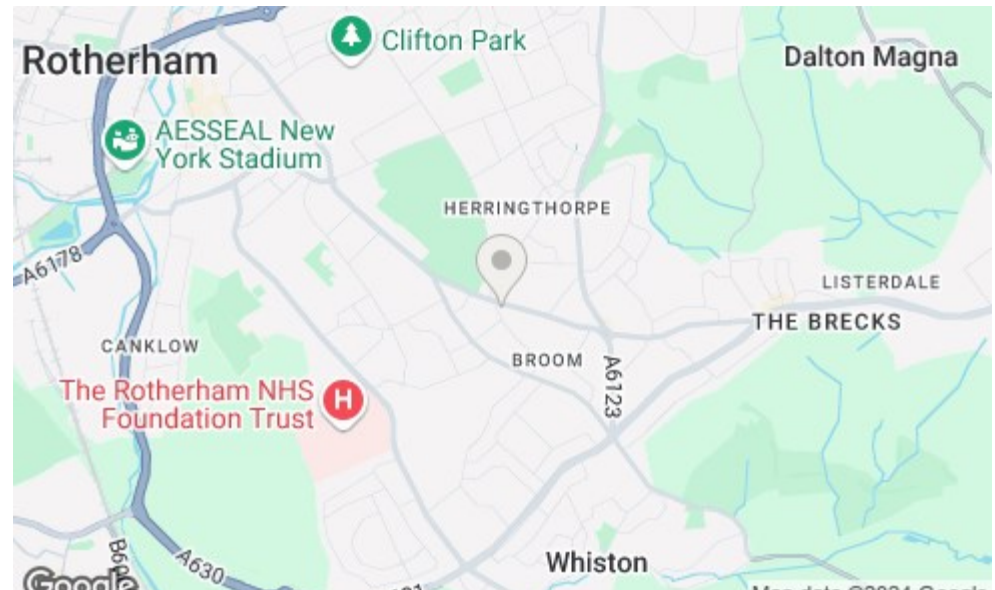 Clifton Park
Rotherham
Dalton Magna
AESSEAL New
York Stadium
HERRINGTHORPE
A6178
LISTERDALE
THE BRECKS
CANKLOW
BROOM
A6123
The Rotherham NHS
Foundation Trust
H
Whiston
A630
Google